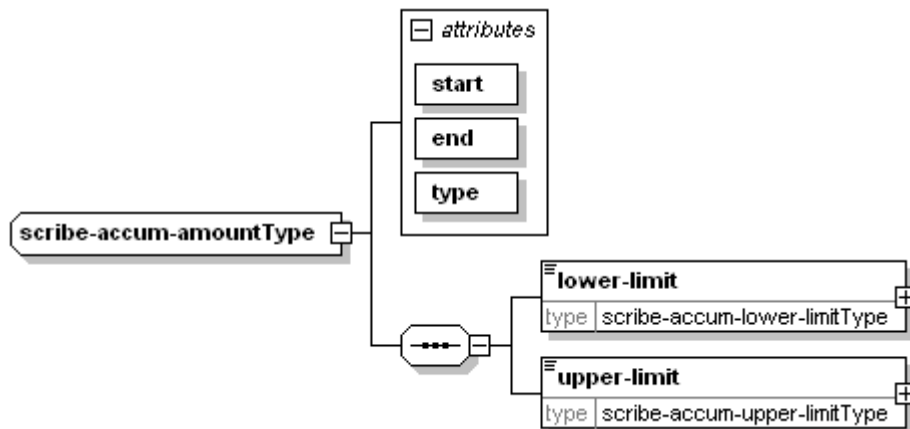 attributes
start
end
type
scribe-accum-amountType
lower-limit
type scribe-accum-lower-limitType
upper-limit
type scribe-accum-upper-limitType